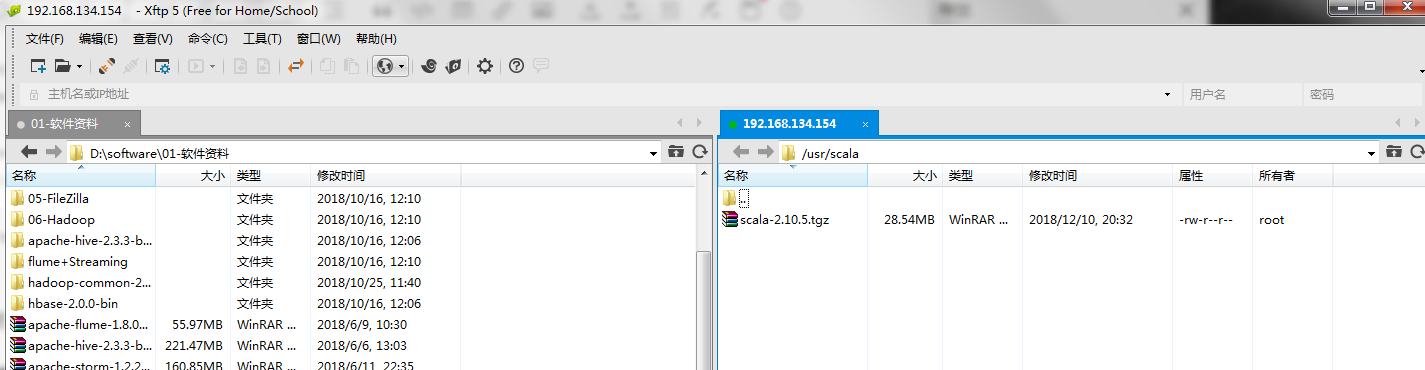 192.168.134.154 - Xftp 5 (Free for Home/School)
文件(F) 编辑(E) 查看(V) 命令(C) 工具(T) 窗口(W) 帮助(H)
主机名或IP地址 用户名 密码
01-软件资料 × 192.168.134.154 ×
D:\software\01-软件资料 /usr/scala
名称 大小 类型 修改时间 名称 大小 类型 修改时间 属性 所有者
05-FileZilla 文件夹 2018/10/16, 12:10 ..
06-Hadoop 文件夹 2018/10/16, 12:10 scala-2.10.5.tgz 28.54MB WinRAR ... 2018/12/10, 20:32 -rw-r--r-- root
apache-hive-2.3.3-b... 文件夹 2018/10/16, 12:06
flume+Streaming 文件夹 2018/10/16, 12:10
hadoop-common-2... 文件夹 2018/10/25, 11:40
hbase-2.0.0-bin 文件夹 2018/10/16, 12:06
apache-flume-1.8.0... 55.97MB WinRAR ... 2018/6/9, 10:30
apache-hive-2.3.3-b... 221.47MB WinRAR ... 2018/6/6, 13:03
apache-storm-1.2.2... 160.85MB WinRAR ... 2018/6/11, 22:35